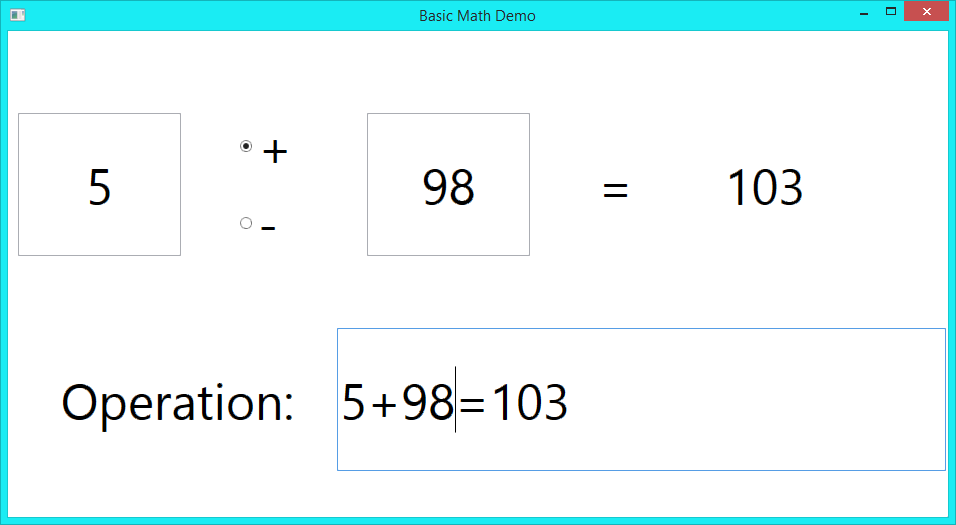 Basic Math Demo
5 + 98 = 103
-
Operation: 5+98=103